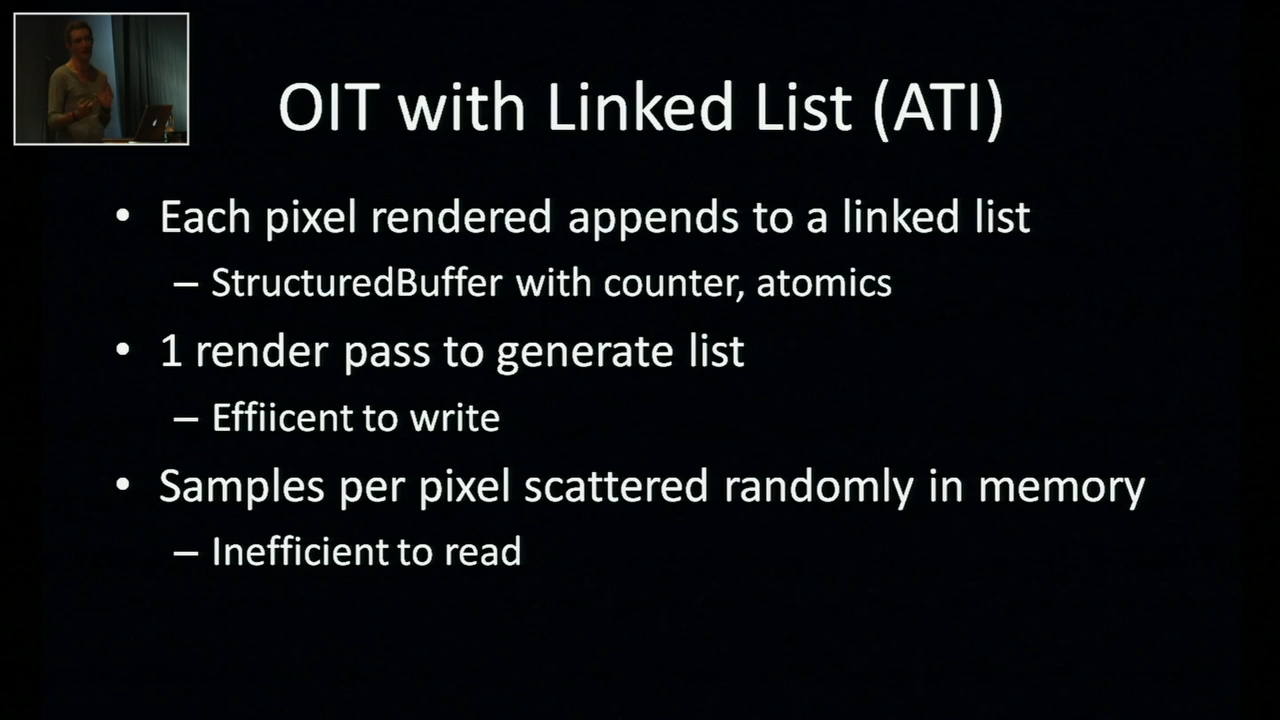 OIT with Linked List (ATI)
• Each pixel rendered appends to a linked list
– StructuredBuffer with counter, atomics
• 1 render pass to generate list
– Effiicent to write
• Samples per pixel scattered randomly in memory
– Inefficient to read